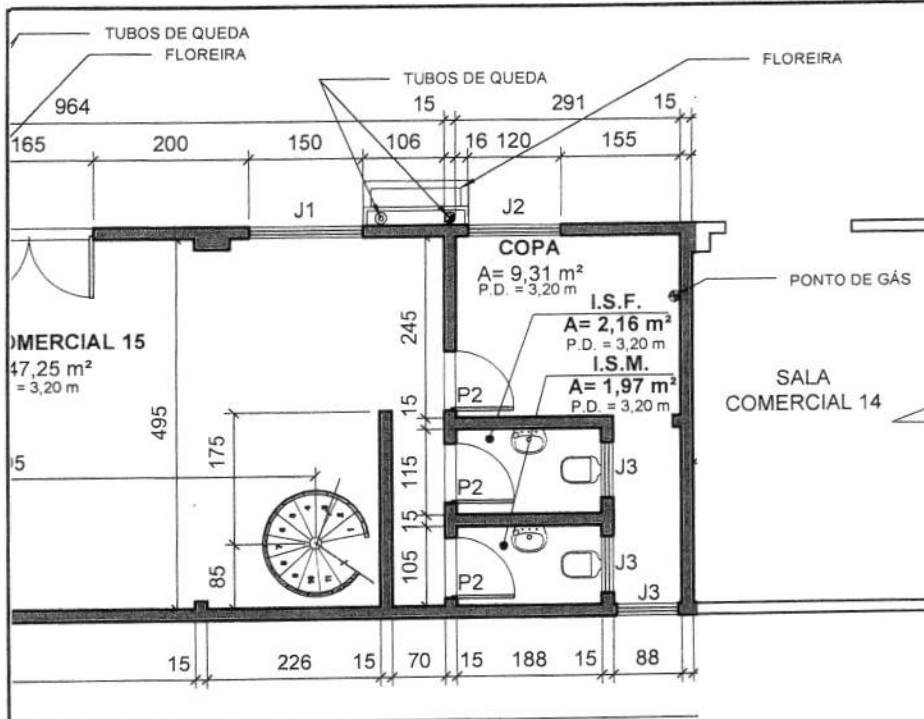 TUBOS DE QUEDA
FLOREIRA
TUBOS DE QUEDA
FLOREIRA
964
15
291
15
165
200
150
106
16
120
155
J1
J2
COPA
A= 9,31 m²
P.D. = 3,20 m
PONTO DE GÁS
I.S.F.
A= 2,16 m²
P.D. = 3,20 m
I.S.M.
A= 1,97 m²
P.D. = 3,20 m
OMERCIAL 15
47,25 m²
= 3,20 m
SALA
COMERCIAL 14
245
495
15
175
P2
05
115
P2
J3
15
85
105
P2
J3
J3
15
226
15
70
15
188
15
88